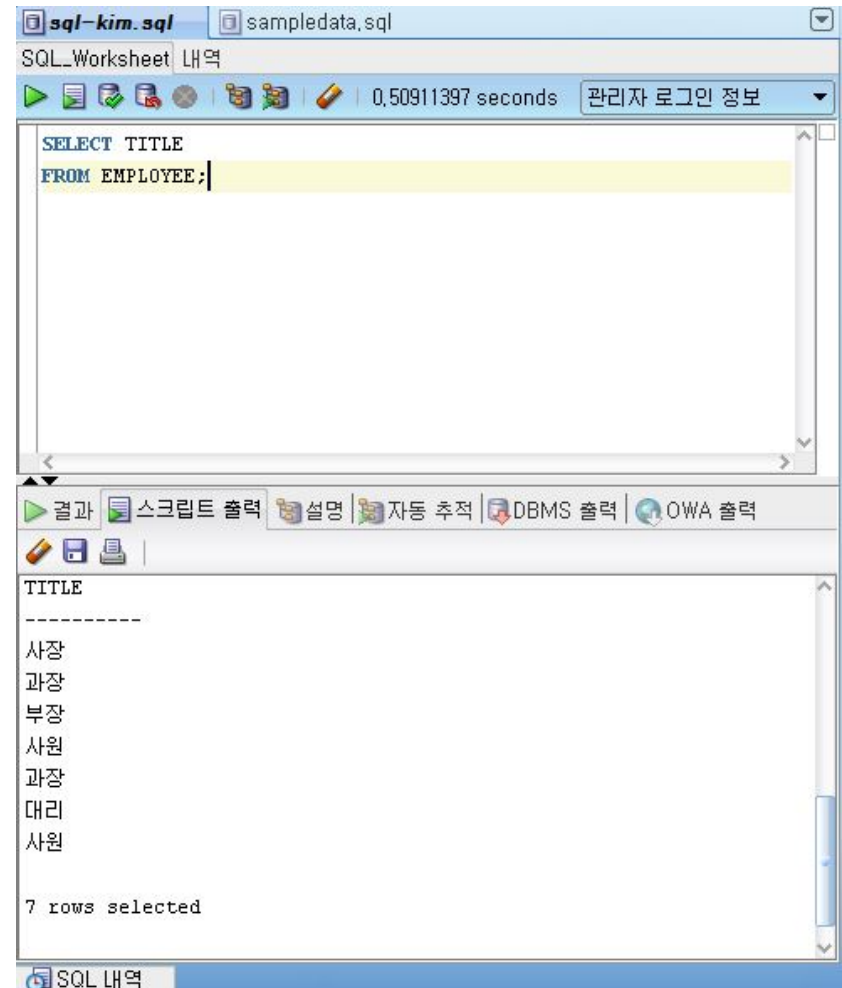 sql-kim.sql sampledata.sql
SQL_Worksheet 내역
0.50911397 seconds 관리자 로그인 정보
SELECT TITLE
FROM EMPLOYEE;
결과 스크립트 출력 설명 자동 추적 DBMS 출력 OWA 출력
TITLE
----------
사장
과장
부장
사원
과장
대리
사원
7 rows selected
SQL 내역